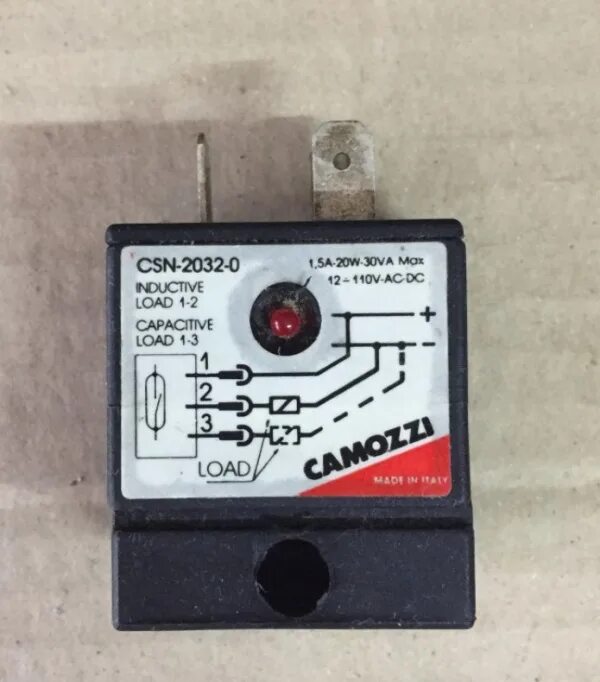 CSN-2032-0
1,5A-20W-30VA Max
12÷110V-AC-DC
INDUCTIVE
LOAD 1-2
CAPACITIVE
LOAD 1-3
+
-
1
2
3
LOAD
CAMOZZI
MADE IN ITALY